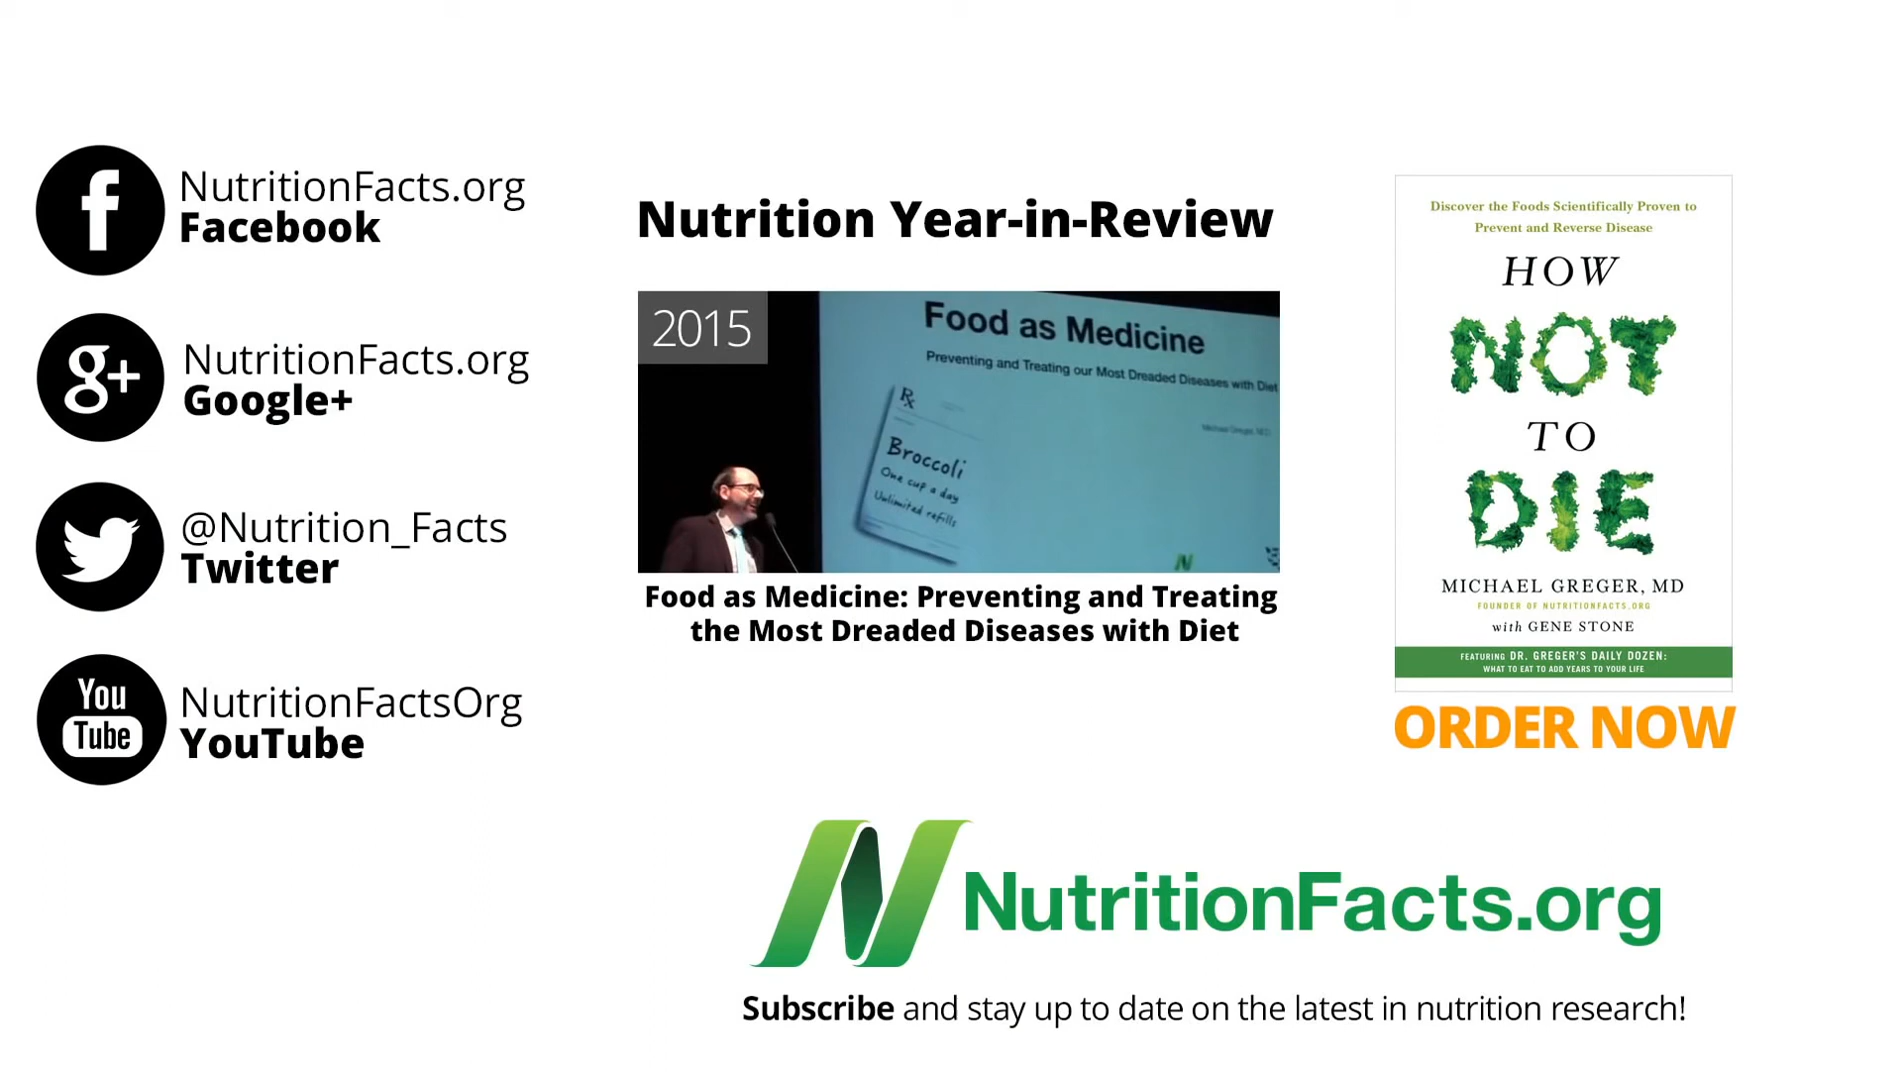 NutritionFacts.org
Facebook
NutritionFacts.org
Google+
@Nutrition_Facts
Twitter
You
Tube
NutritionFactsOrg
YouTube
Nutrition Year-in-Review
2015
Food as Medicine
Preventing and Treating our Most Dreaded Diseases with Diet
Rx
Broccoli
One cup a day
Unlimited refills
Michael Greger, M.D.
Food as Medicine: Preventing and Treating
the Most Dreaded Diseases with Diet
Discover the Foods Scientifically Proven to
Prevent and Reverse Disease
HOW
NOT
TO
DIE
MICHAEL GREGER, MD
FOUNDER OF NUTRITIONFACTS.ORG
with GENE STONE
FEATURING DR. GREGER'S DAILY DOZEN:
WHAT TO EAT TO ADD YEARS TO YOUR LIFE
ORDER NOW
NutritionFacts.org
Subscribe and stay up to date on the latest in nutrition research!